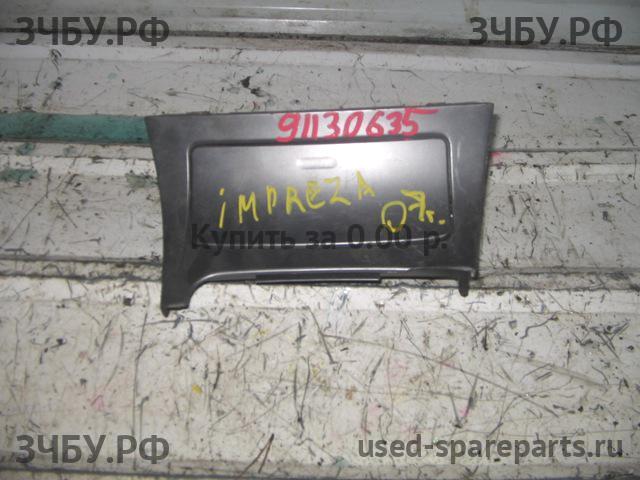 ЗЧБУ.РФ ЗЧБУ.РФ
91130635
iMPREZA
07г.
Купить за 0.00 р.
ЗЧБУ.РФ used-spareparts.ru